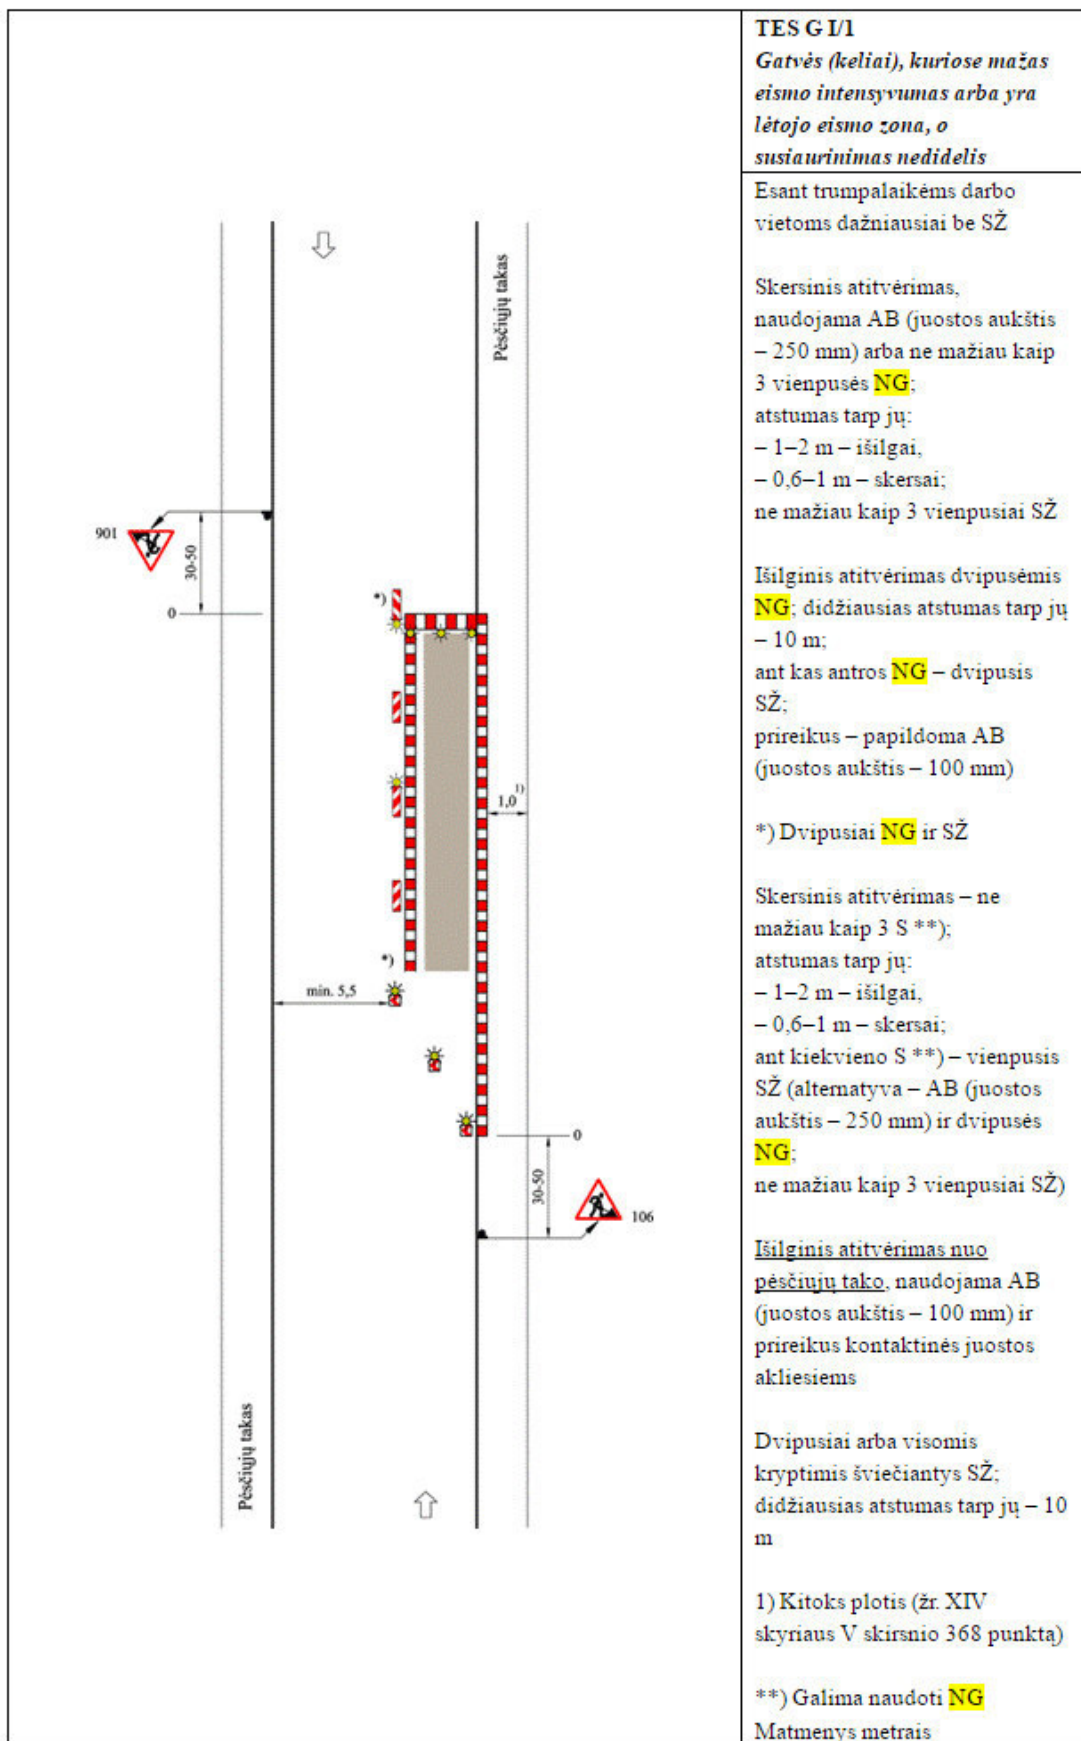 TES G I/1
Gatvės (keliai), kuriose mažas
eismo intensyvumas arba yra
lėtojo eismo zona, o
susiaurinimas nedidelis
Esant trumpalaikėms darbo
vietoms dažniausiai be SŽ
Skersinis atitvėrimas,
naudojama AB (juostos aukštis
– 250 mm) arba ne mažiau kaip
3 vienpusės NG;
atstumas tarp jų:
– 1–2 m – išilgai,
– 0,6–1 m – skersai;
ne mažiau kaip 3 vienpusiai SŽ
Išilginis atitvėrimas dvipusėmis
NG; didžiausias atstumas tarp jų
– 10 m;
ant kas antros NG – dvipusis
SŽ;
prireikus – papildoma AB
(juostos aukštis – 100 mm)
*) Dvipusiai NG ir SŽ
Skersinis atitvėrimas – ne
mažiau kaip 3 S **);
atstumas tarp jų:
– 1–2 m – išilgai,
– 0,6–1 m – skersai;
ant kiekvieno S **) – vienpusis
SŽ (alternatyva – AB (juostos
aukštis – 250 mm) ir dvipusės
NG;
ne mažiau kaip 3 vienpusiai SŽ)
Išilginis atitvėrimas nuo
pėsčiųjų tako, naudojama AB
(juostos aukštis – 100 mm) ir
prireikus kontaktinės juostos
akliesiems
Dvipusiai arba visomis
kryptimis šviečiantys SŽ;
didžiausias atstumas tarp jų – 10
m
1) Kitoks plotis (žr. XIV
skyriaus V skirsnio 368 punktą)
**) Galima naudoti NG
Matmenys metrais
Pėsčiųjų takas
901
30-50
0
*)
1,0 1)
*)
min. 5,5
0
30-50
106
Pėsčiųjų takas